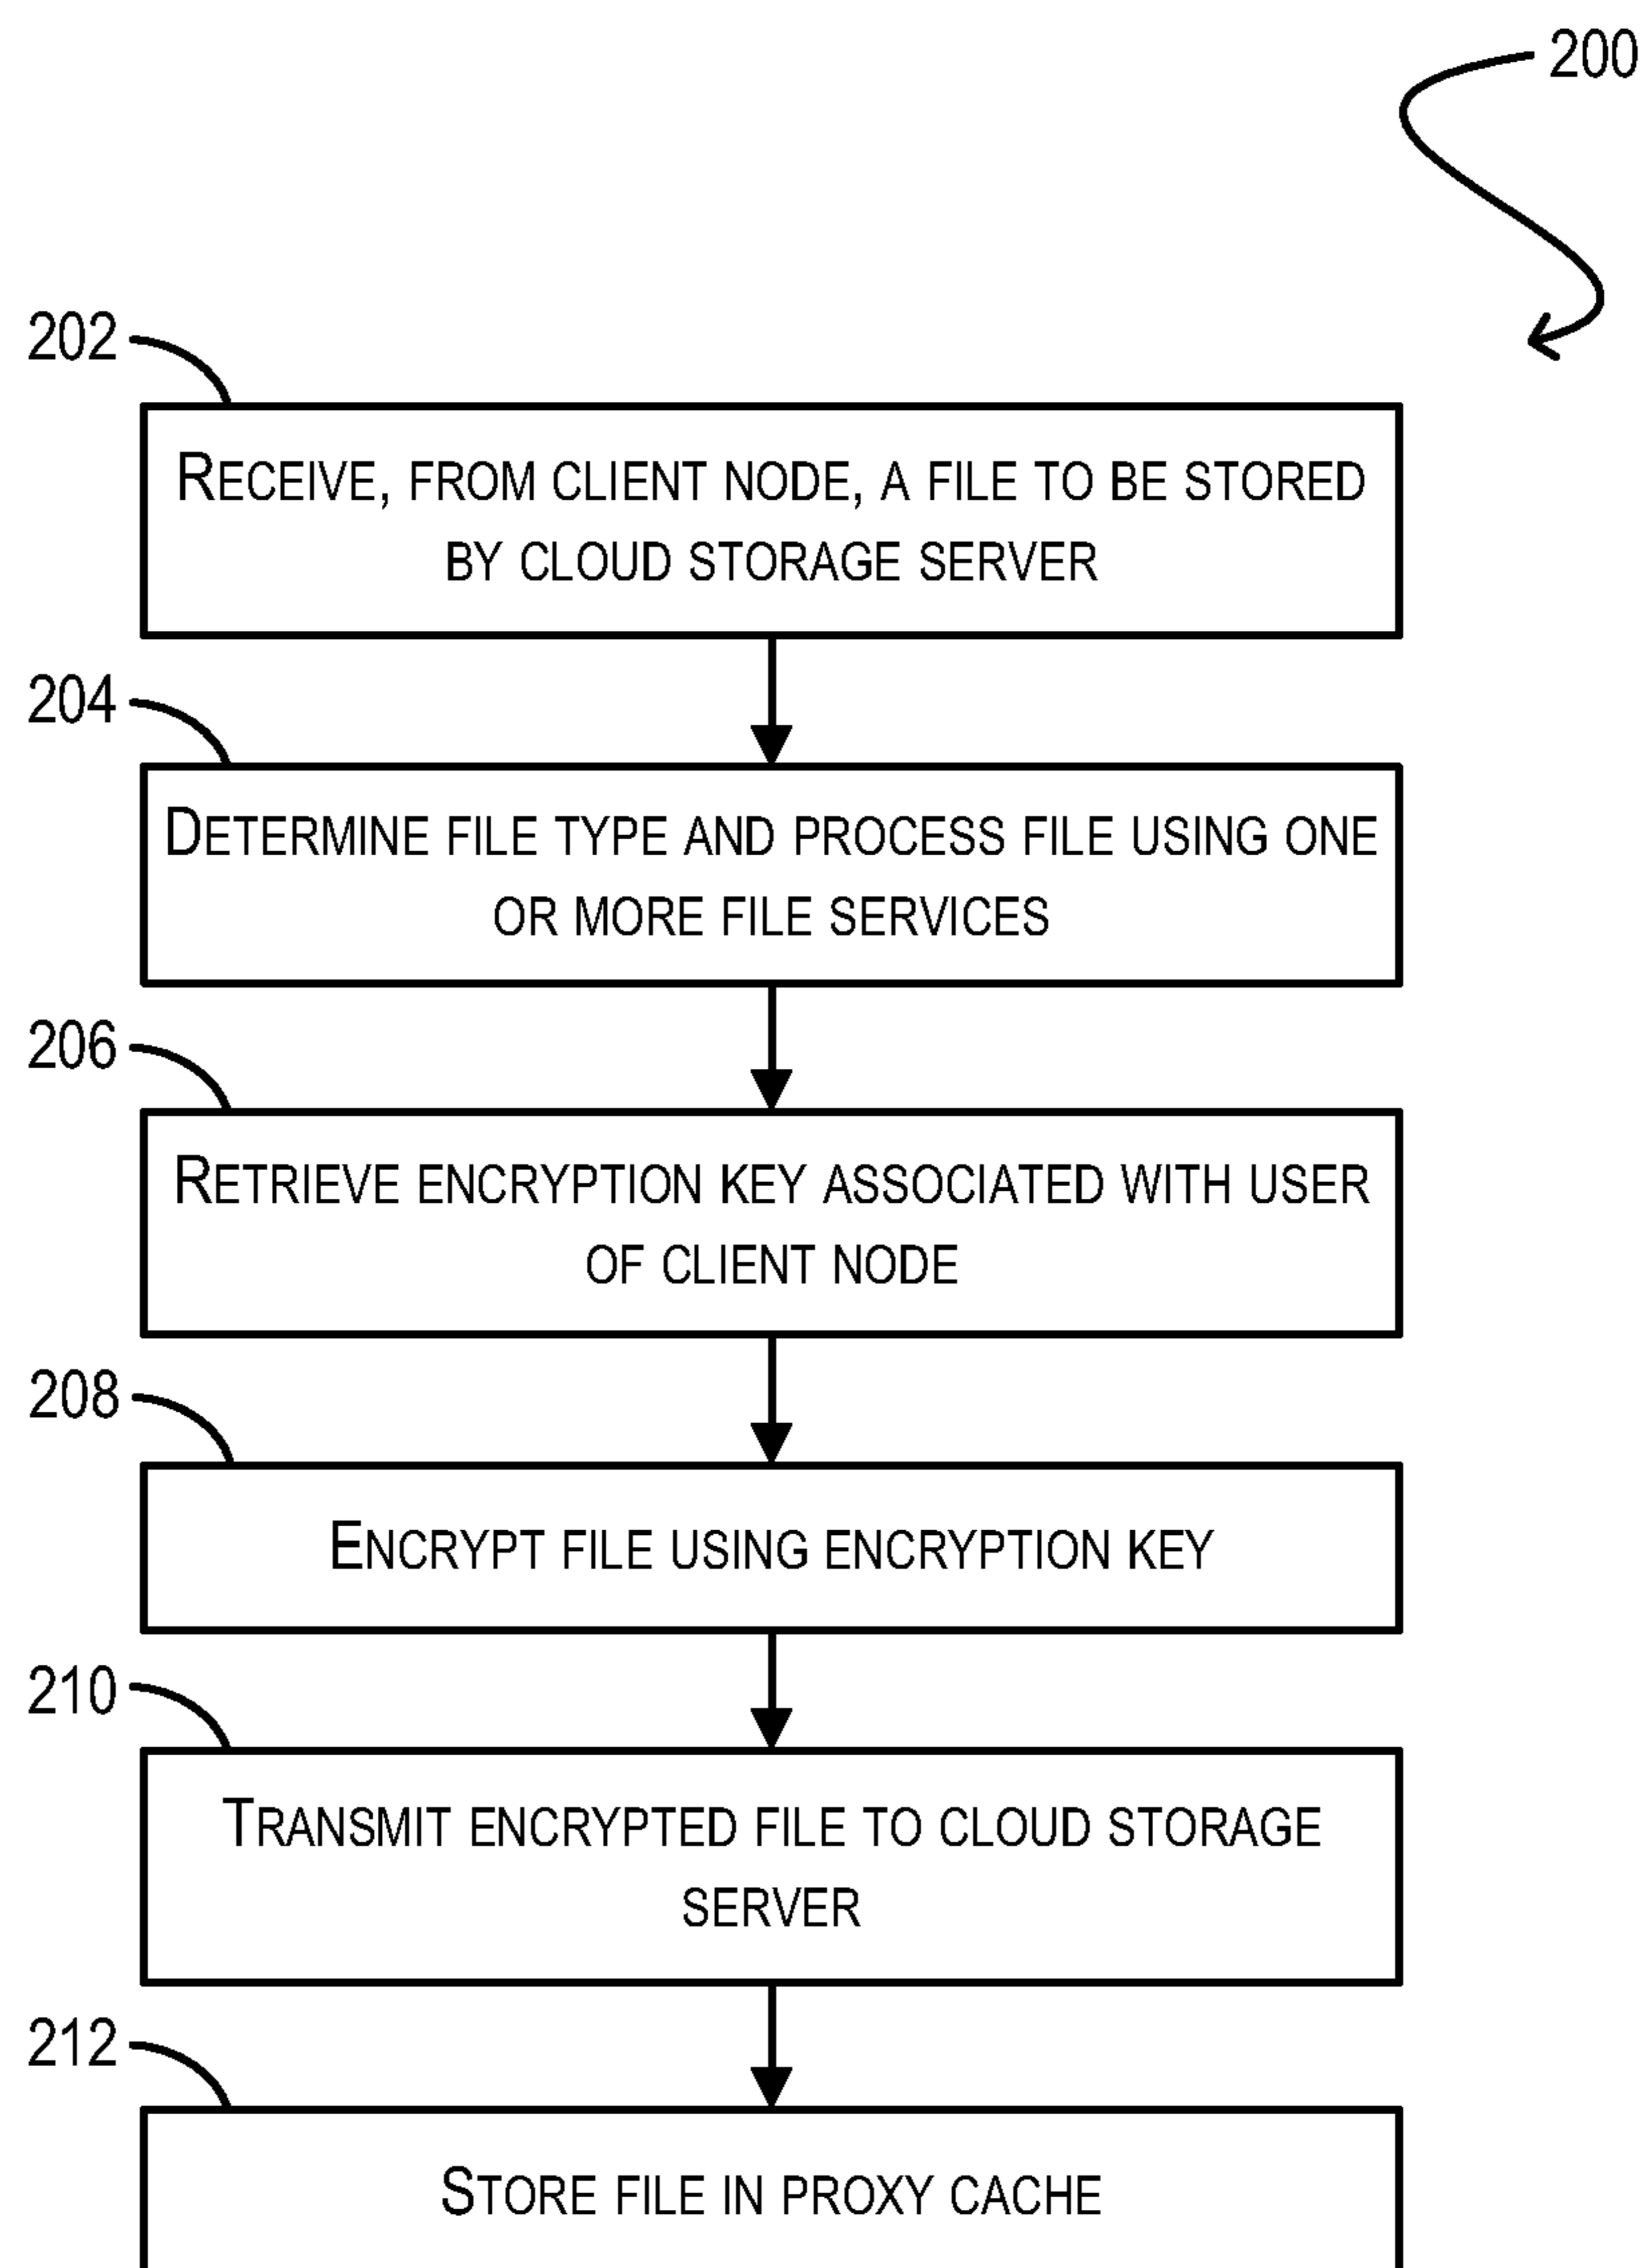 200
202
RECEIVE, FROM CLIENT NODE, A FILE TO BE STORED
BY CLOUD STORAGE SERVER
204
DETERMINE FILE TYPE AND PROCESS FILE USING ONE
OR MORE FILE SERVICES
206
RETRIEVE ENCRYPTION KEY ASSOCIATED WITH USER
OF CLIENT NODE
208
ENCRYPT FILE USING ENCRYPTION KEY
210
TRANSMIT ENCRYPTED FILE TO CLOUD STORAGE
SERVER
212
STORE FILE IN PROXY CACHE